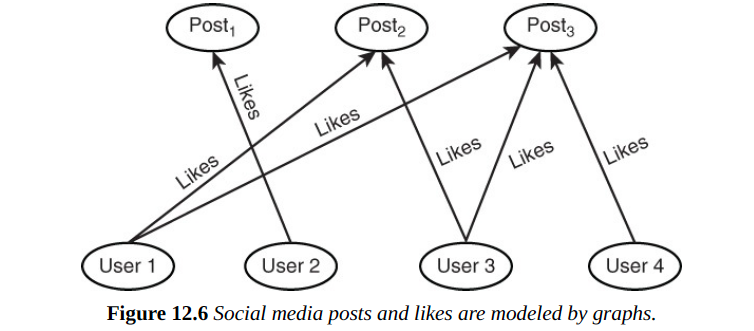 Post₁ Post₂ Post₃
Likes
Likes
Likes
Likes
Likes
Likes
User 1 User 2 User 3 User 4
Figure 12.6 Social media posts and likes are modeled by graphs.